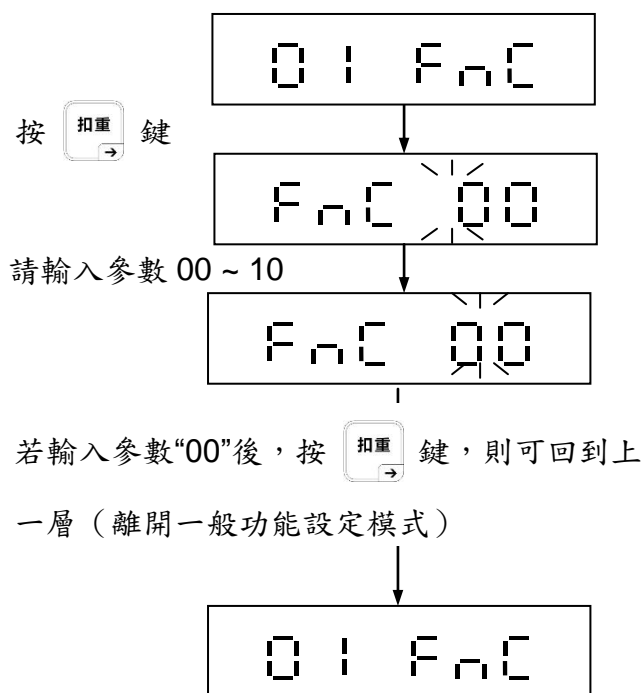 01 FnC
按 扣重 → 鍵
FnC 00
請輸入參數 00 ~ 10
FnC 00
若輸入參數“00”後，按 扣重 → 鍵，則可回到上
一層（離開一般功能設定模式）
01 FnC